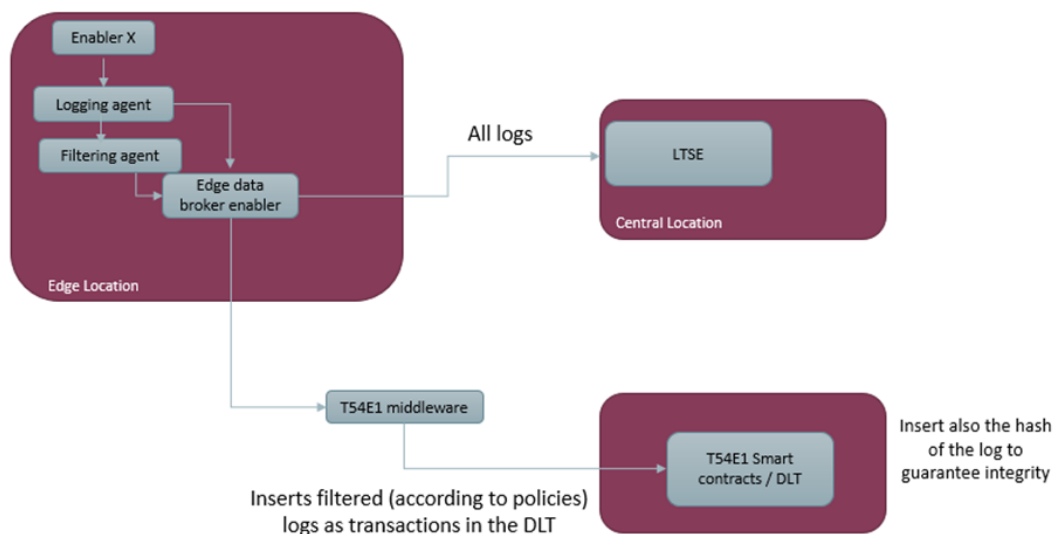 Enabler X
Logging agent
Filtering agent
Edge data
broker enabler
Edge Location
All logs
LTSE
Central Location
T54E1 middleware
Inserts filtered (according to policies)
logs as transactions in the DLT
T54E1 Smart
contracts / DLT
Insert also the hash
of the log to
guarantee integrity